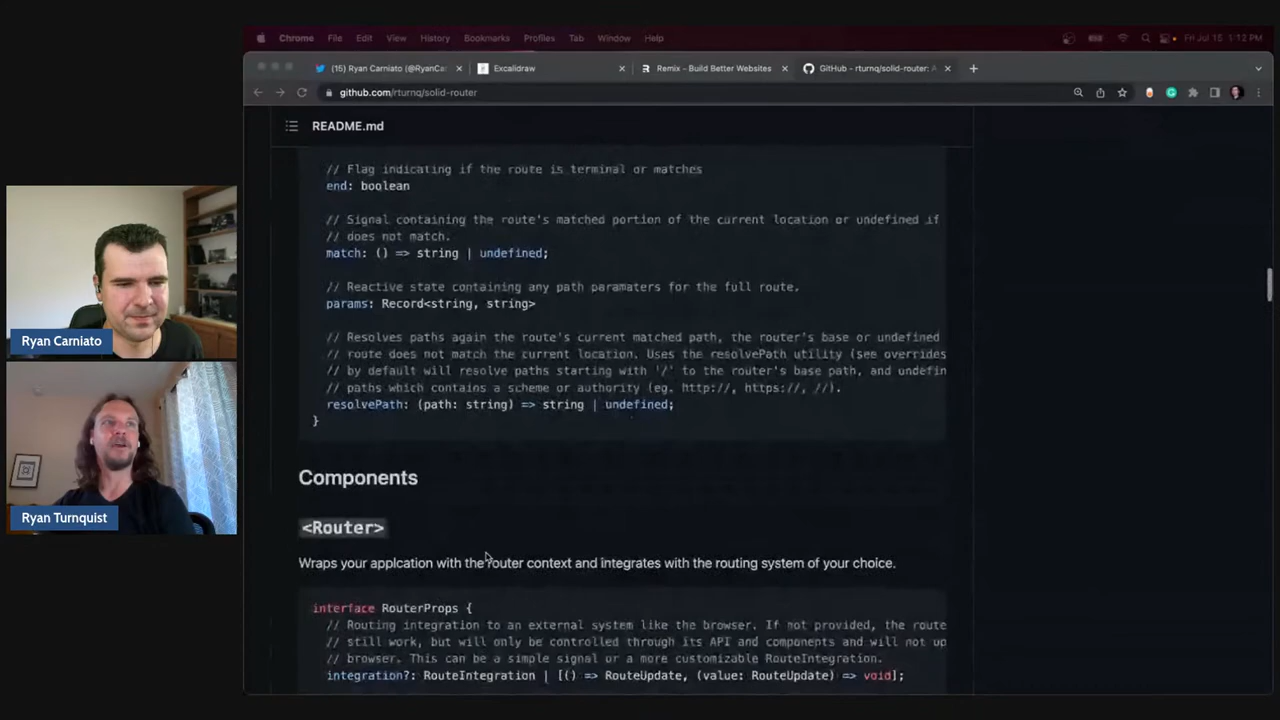 Chrome File Edit View History Bookmarks Profiles Tab Window Help Fri Jul 15 1:12 PM
(15) Ryan Carniato (@RyanCar Excalidraw Remix - Build Better Websites GitHub - rturnq/solid-router: A
github.com/rturnq/solid-router
README.md
// Flag indicating if the route is terminal or matches
end: boolean
// Signal containing the route's matched portion of the current location or undefined if
// does not match.
match: () => string | undefined;
// Reactive state containing any path paramaters for the full route.
params: Record<string, string>
// Resolves paths again the route's current matched path, the router's base or undefined
// route does not match the current location. Uses the resolvePath utility (see overrides
// by default will resolve paths starting with '/' to the router's base path, and undefin
// paths which contains a scheme or authority (eg. http://, https://, //).
resolvePath: (path: string) => string | undefined;
}
Components
<Router>
Wraps your applcation with the router context and integrates with the routing system of your choice.
interface RouterProps {
// Routing integration to an external system like the browser. If not provided, the route
// still work, but will only be controlled through its API and components and will not up
// browser. This can be a simple signal or a more customizable RouteIntegration.
integration?: RouteIntegration | [() => RouteUpdate, (value: RouteUpdate) => void];
Ryan Carniato
Ryan Turnquist